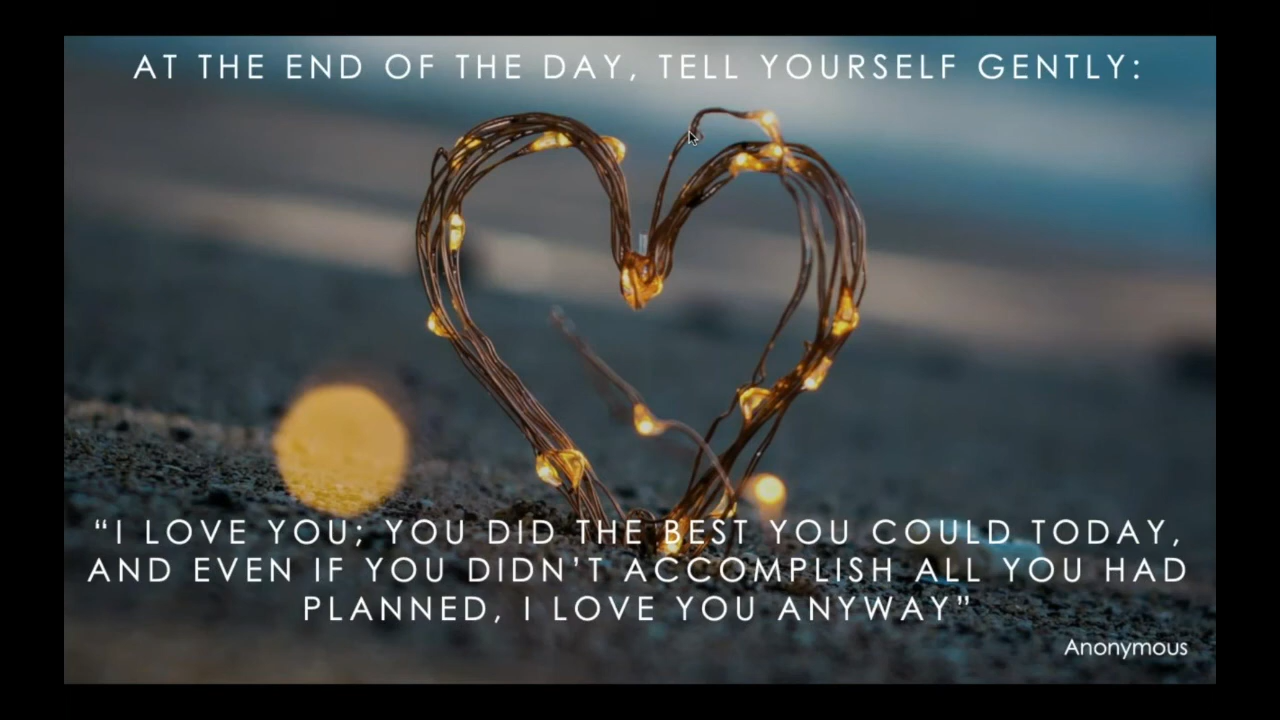 AT THE END OF THE DAY, TELL YOURSELF GENTLY:
“I LOVE YOU; YOU DID THE BEST YOU COULD TODAY,
AND EVEN IF YOU DIDN’T ACCOMPLISH ALL YOU HAD
PLANNED, I LOVE YOU ANYWAY”
Anonymous